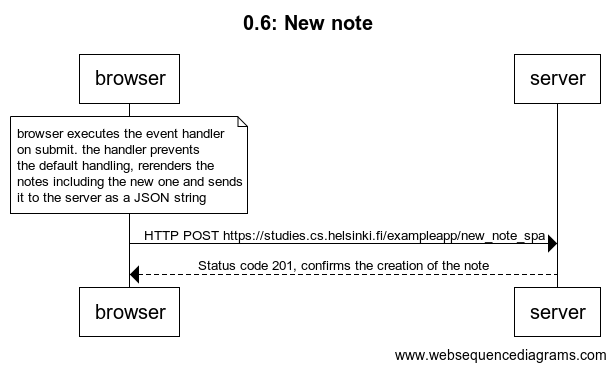 0.6: New note
browser
server
browser executes the event handler
on submit. the handler prevents
the default handling, rerenders the
notes including the new one and sends
it to the server as a JSON string
HTTP POST https://studies.cs.helsinki.fi/exampleapp/new_note_spa
Status code 201, confirms the creation of the note
browser
server
www.websequencediagrams.com